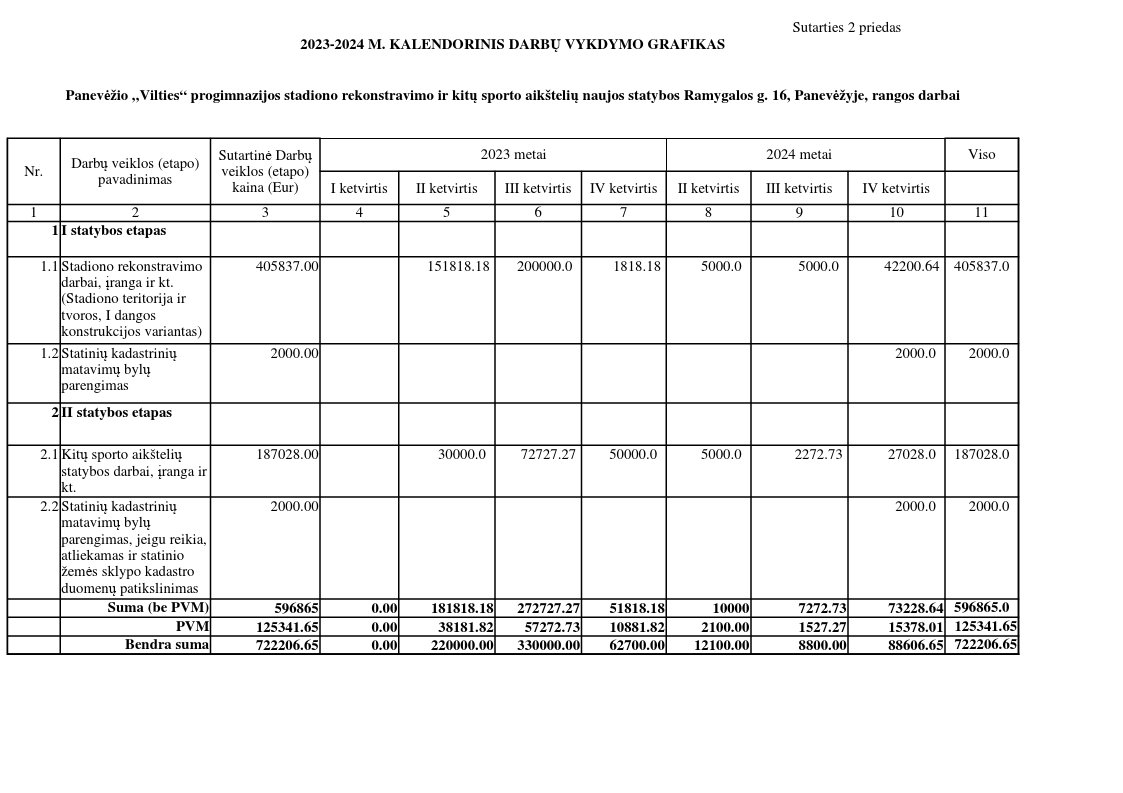 Sutarties 2 priedas
2023-2024 M. KALENDORINIS DARBŲ VYKDYMO GRAFIKAS
Panevėžio „Vilties“ progimnazijos stadiono rekonstravimo ir kitų sporto aikštelių naujos statybos Ramygalos g. 16, Panevėžyje, rangos darbai
Nr.
Darbų veiklos (etapo)
pavadinimas
Sutartinė Darbų
veiklos (etapo)
kaina (Eur)
2023 metai
2024 metai
Viso
I ketvirtis
II ketvirtis
III ketvirtis
IV ketvirtis
II ketvirtis
III ketvirtis
IV ketvirtis
1 2 3 4 5 6 7 8 9 10 11
1 I statybos etapas
1.1 Stadiono rekonstravimo 405837.00 151818.18 200000.0 1818.18 5000.0 5000.0 42200.64 405837.0
darbai, įranga ir kt.
(Stadiono teritorija ir
tvoros, I dangos
konstrukcijos variantas)
1.2 Statinių kadastrinių 2000.00 2000.0 2000.0
matavimų bylų
parengimas
2 II statybos etapas
2.1 Kitų sporto aikštelių 187028.00 30000.0 72727.27 50000.0 5000.0 2272.73 27028.0 187028.0
statybos darbai, įranga ir
kt.
2.2 Statinių kadastrinių 2000.00 2000.0 2000.0
matavimų bylų
parengimas, jeigu reikia,
atliekamas ir statinio
žemės sklypo kadastro
duomenų patikslinimas
Suma (be PVM) 596865 0.00 181818.18 272727.27 51818.18 10000 7272.73 73228.64 596865.0
PVM 125341.65 0.00 38181.82 57272.73 10881.82 2100.00 1527.27 15378.01 125341.65
Bendra suma 722206.65 0.00 220000.00 330000.00 62700.00 12100.00 8800.00 88606.65 722206.65